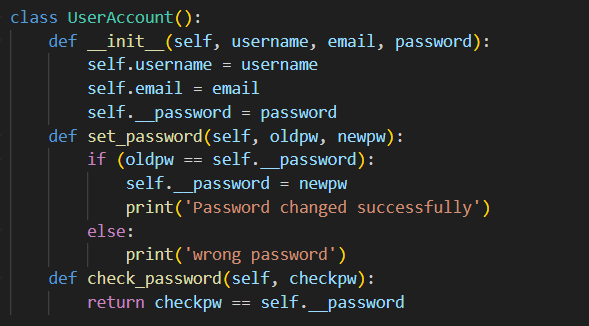 class UserAccount():
    def __init__(self, username, email, password):
        self.username = username
        self.email = email
        self.__password = password
    def set_password(self, oldpw, newpw):
        if (oldpw == self.__password):
            self.__password = newpw
            print('Password changed successfully')
        else:
            print('wrong password')
    def check_password(self, checkpw):
        return checkpw == self.__password